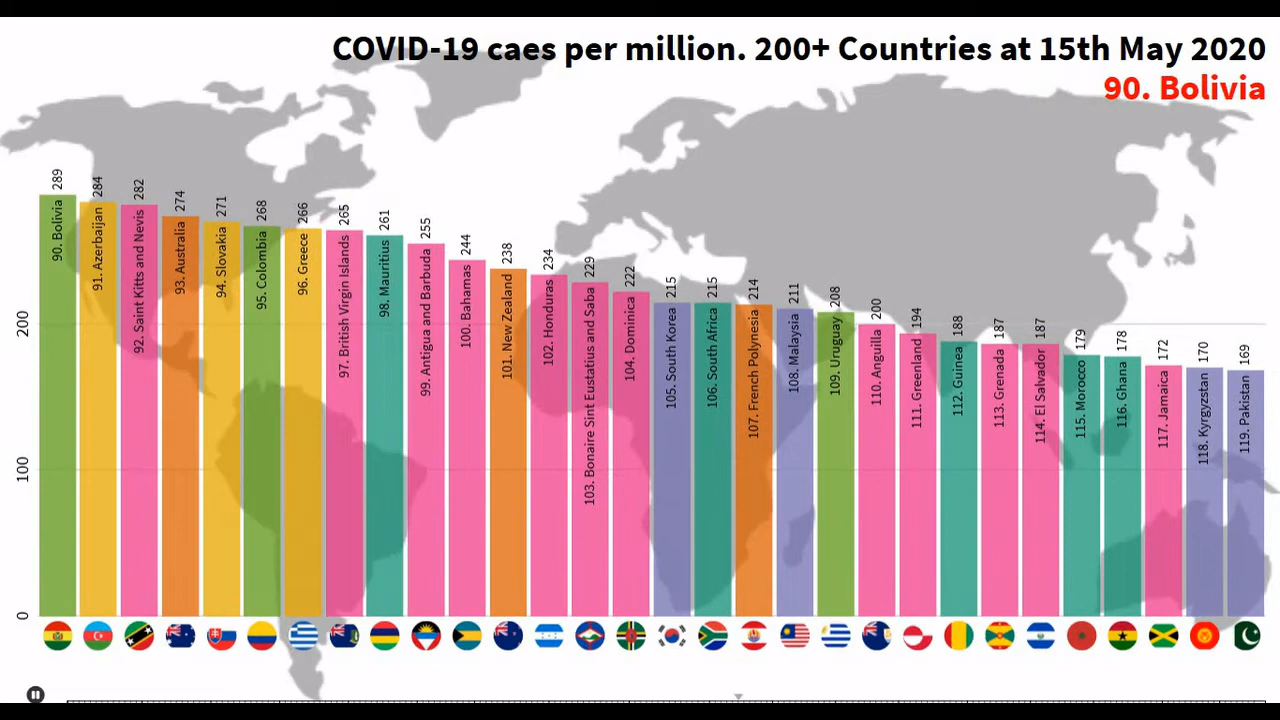 COVID-19 caes per million. 200+ Countries at 15th May 2020
90. Bolivia
200
100
0
90. Bolivia 289
91. Azerbaijan 284
92. Saint Kitts and Nevis 282
93. Australia 274
94. Slovakia 271
95. Colombia 268
96. Greece 266
97. British Virgin Islands 265
98. Mauritius 261
99. Antigua and Barbuda 255
100. Bahamas 244
101. New Zealand 238
102. Honduras 234
103. Bonaire Sint Eustatius and Saba 229
104. Dominica 222
105. South Korea 215
106. South Africa 215
107. French Polynesia 214
108. Malaysia 211
109. Uruguay 208
110. Anguilla 200
111. Greenland 194
112. Guinea 188
113. Grenada 187
114. El Salvador 187
115. Morocco 179
116. Ghana 178
117. Jamaica 172
118. Kyrgyzstan 170
119. Pakistan 169